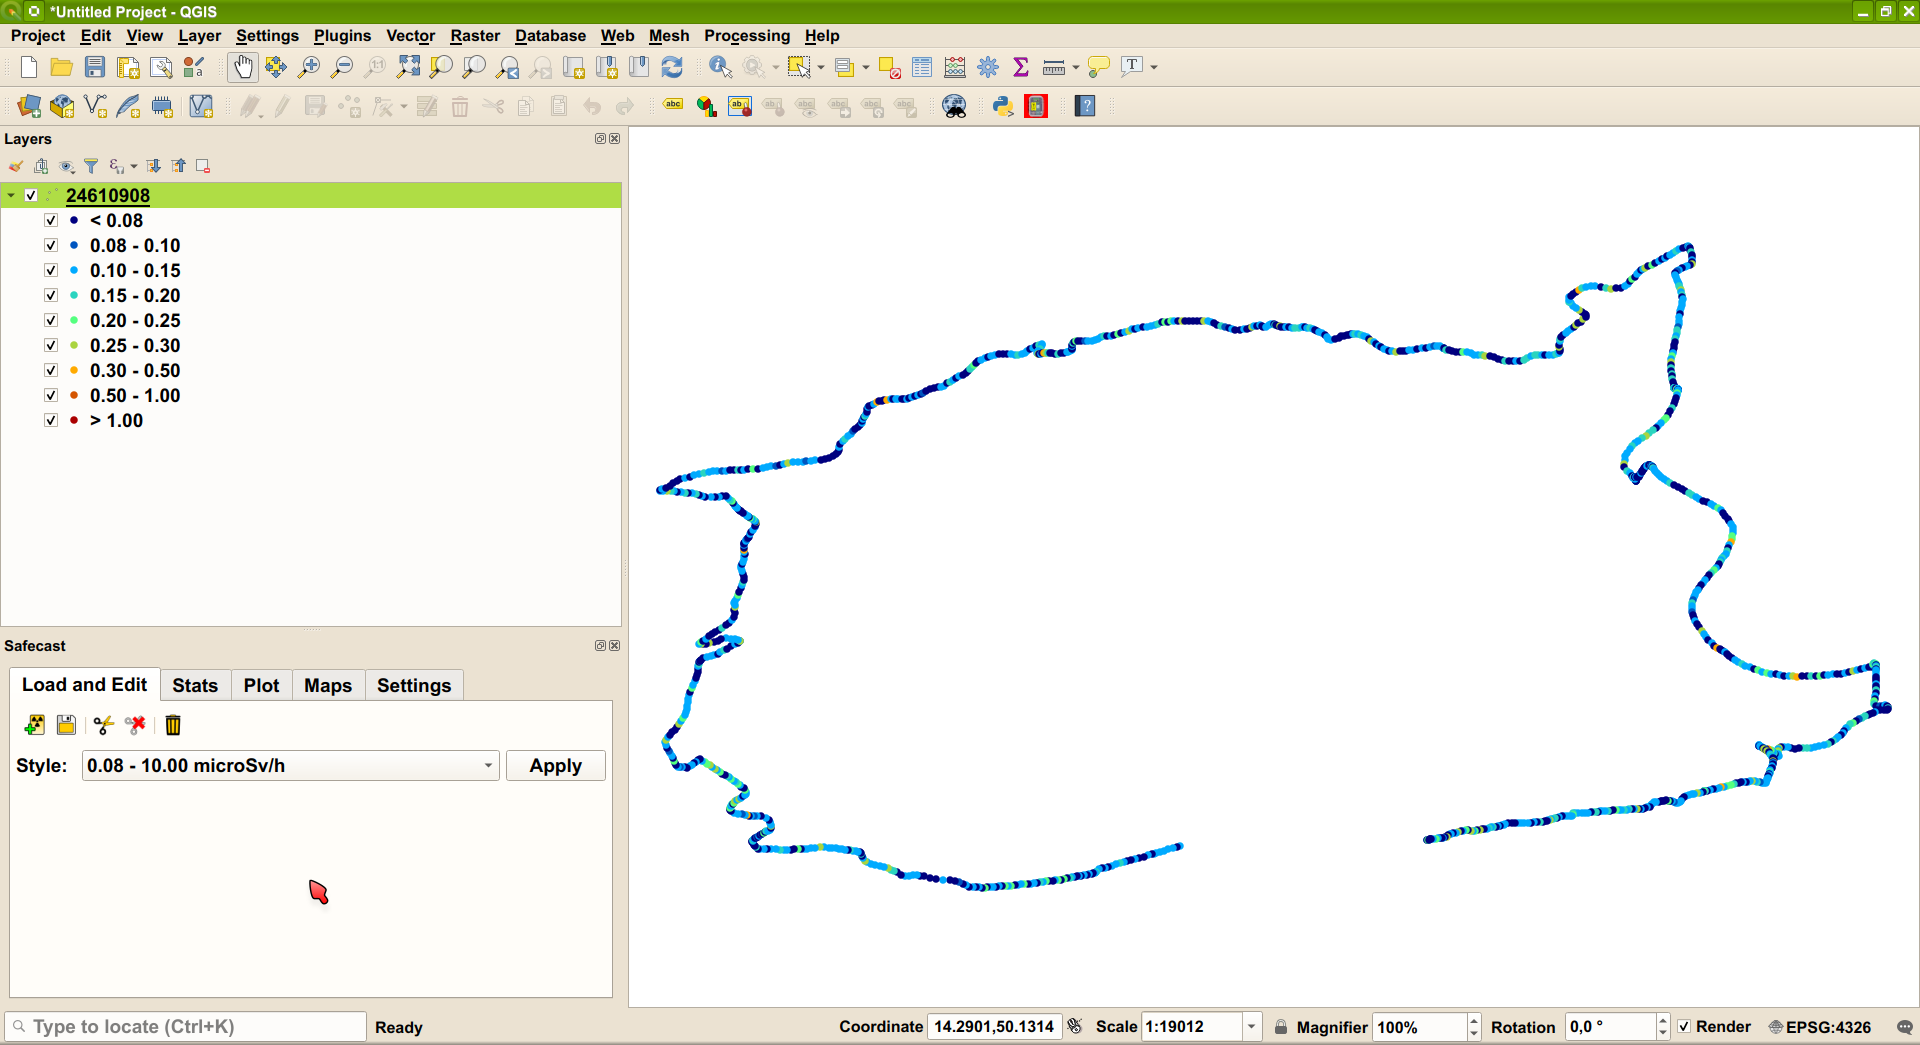 *Untitled Project - QGIS
Project Edit View Layer Settings Plugins Vector Raster Database Web Mesh Processing Help
Layers
24610908
< 0.08
0.08 - 0.10
0.10 - 0.15
0.15 - 0.20
0.20 - 0.25
0.25 - 0.30
0.30 - 0.50
0.50 - 1.00
> 1.00
Safecast
Load and Edit Stats Plot Maps Settings
Style: 0.08 - 10.00 microSv/h Apply
Type to locate (Ctrl+K) Ready Coordinate 14.2901,50.1314 Scale 1:19012 Magnifier 100% Rotation 0,0 ° Render EPSG:4326